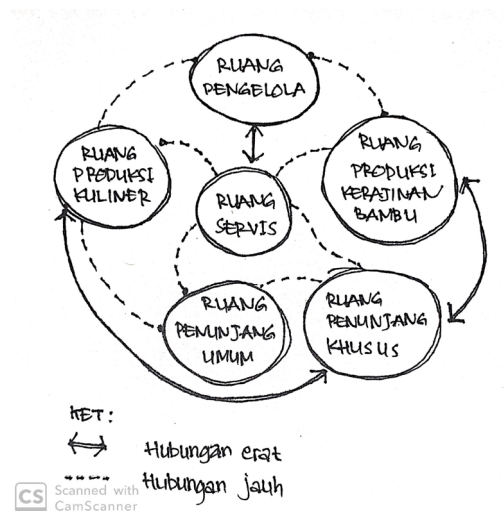 RUANG
PENGELOLA
RUANG
PRODUKSI
KULINER
RUANG
PRODUKSI
KERAJINAN
BAMBU
RUANG
SERVIS
RUANG
PENUNJANG
UMUM
RUANG
PENUNJANG
KHUSUS
KET:
Hubungan erat
Hubungan jauh
CS Scanned with
CamScanner